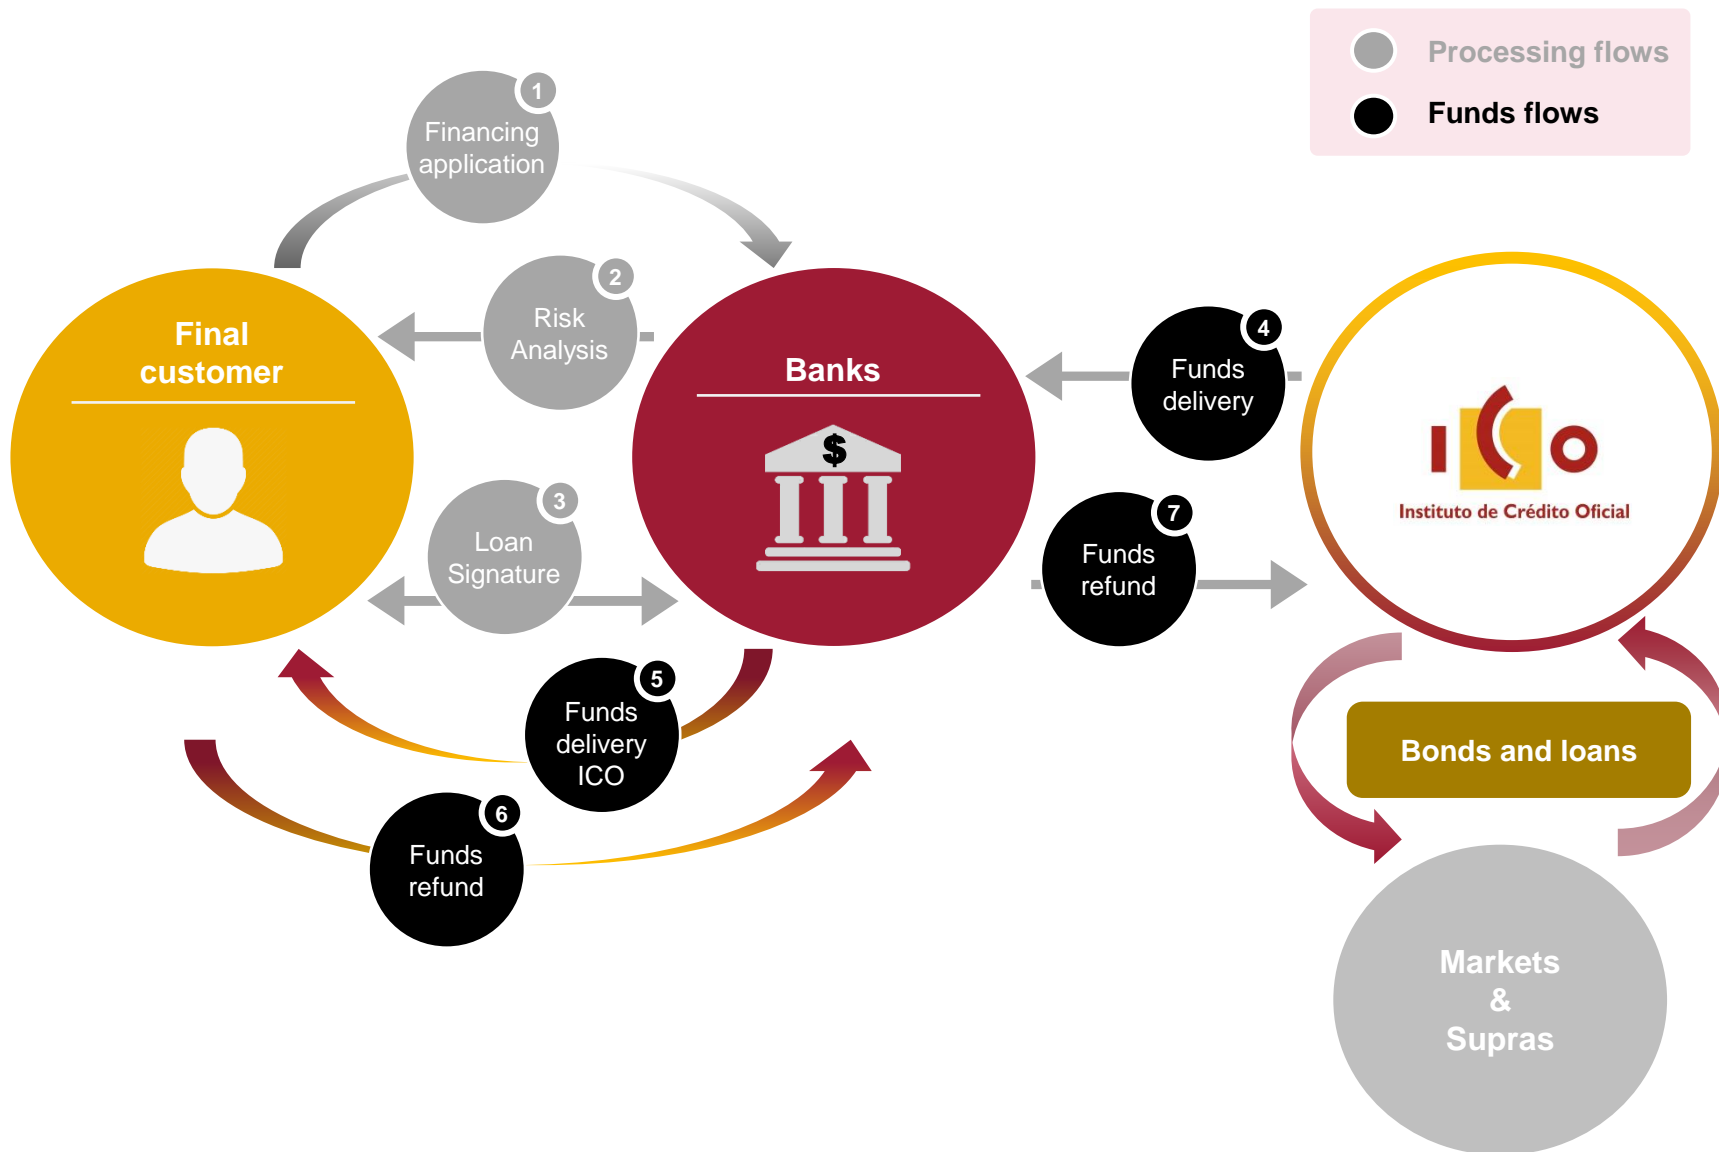 Processing flows
Funds flows
1
Financing
application
2
Risk
Analysis
3
Loan
Signature
Final
customer
Banks
$
4
Funds
delivery
7
Funds
refund
ICO
Instituto de Crédito Oficial
5
Funds
delivery
ICO
6
Funds
refund
Bonds and loans
Markets
&
Supras